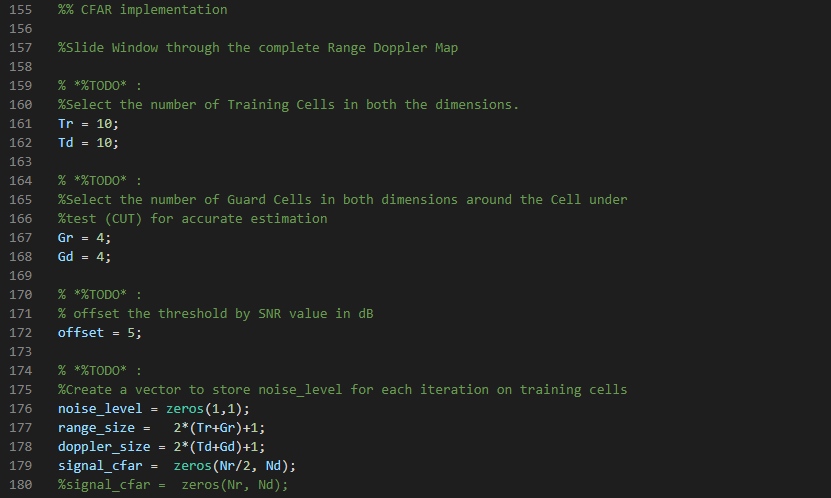 155 %% CFAR implementation
156
157 %Slide Window through the complete Range Doppler Map
158
159 % *%TODO* :
160 %Select the number of Training Cells in both the dimensions.
161 Tr = 10;
162 Td = 10;
163
164 % *%TODO* :
165 %Select the number of Guard Cells in both dimensions around the Cell under
166 %test (CUT) for accurate estimation
167 Gr = 4;
168 Gd = 4;
169
170 % *%TODO* :
171 % offset the threshold by SNR value in dB
172 offset = 5;
173
174 % *%TODO* :
175 %Create a vector to store noise_level for each iteration on training cells
176 noise_level = zeros(1,1);
177 range_size =   2*(Tr+Gr)+1;
178 doppler_size = 2*(Td+Gd)+1;
179 signal_cfar =  zeros(Nr/2, Nd);
180 %signal_cfar =  zeros(Nr, Nd);